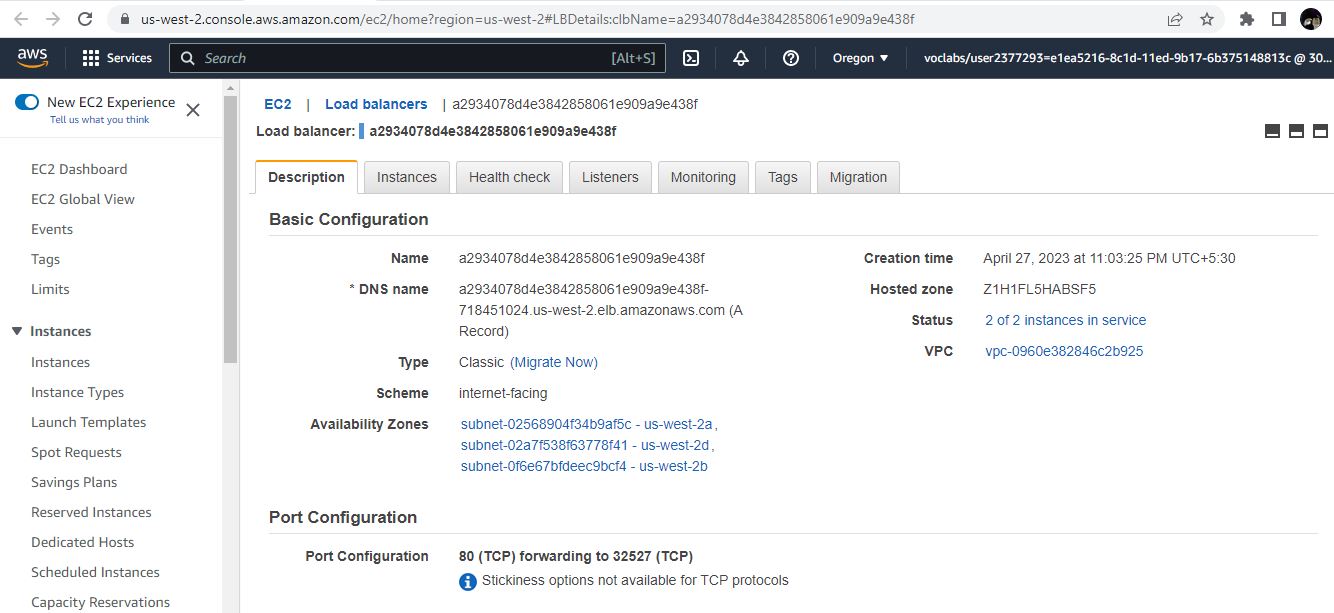 us-west-2.console.aws.amazon.com/ec2/home?region=us-west-2#LBDetails:clbName=a2934078d4e3842858061e909a9e438f
aws
Services
Search
[Alt+S]
Oregon ▼
voclabs/user2377293=e1ea5216-8c1d-11ed-9b17-6b375148813c @ 30...
New EC2 Experience
Tell us what you think
EC2 Dashboard
EC2 Global View
Events
Tags
Limits
Instances
Instances
Instance Types
Launch Templates
Spot Requests
Savings Plans
Reserved Instances
Dedicated Hosts
Scheduled Instances
Capacity Reservations
EC2 | Load balancers | a2934078d4e3842858061e909a9e438f
Load balancer: a2934078d4e3842858061e909a9e438f
Description Instances Health check Listeners Monitoring Tags Migration
Basic Configuration
Name a2934078d4e3842858061e909a9e438f
* DNS name a2934078d4e3842858061e909a9e438f-
718451024.us-west-2.elb.amazonaws.com (A
Record)
Type Classic (Migrate Now)
Scheme internet-facing
Availability Zones subnet-02568904f34b9af5c - us-west-2a,
subnet-02a7f538f63778f41 - us-west-2d,
subnet-0f6e67bfdeec9bcf4 - us-west-2b
Creation time April 27, 2023 at 11:03:25 PM UTC+5:30
Hosted zone Z1H1FL5HABSF5
Status 2 of 2 instances in service
VPC vpc-0960e382846c2b925
Port Configuration
Port Configuration 80 (TCP) forwarding to 32527 (TCP)
Stickiness options not available for TCP protocols